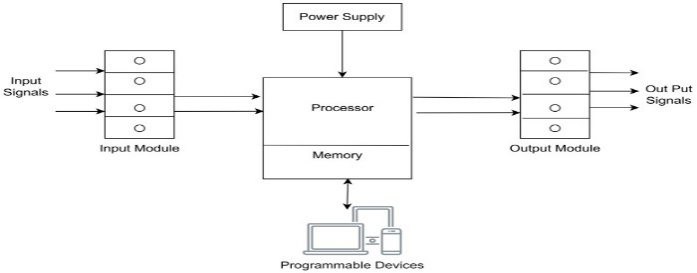 Power Supply
Input
Signals
Processor
Out Put
Signals
Input Module
Memory
Output Module
Programmable Devices